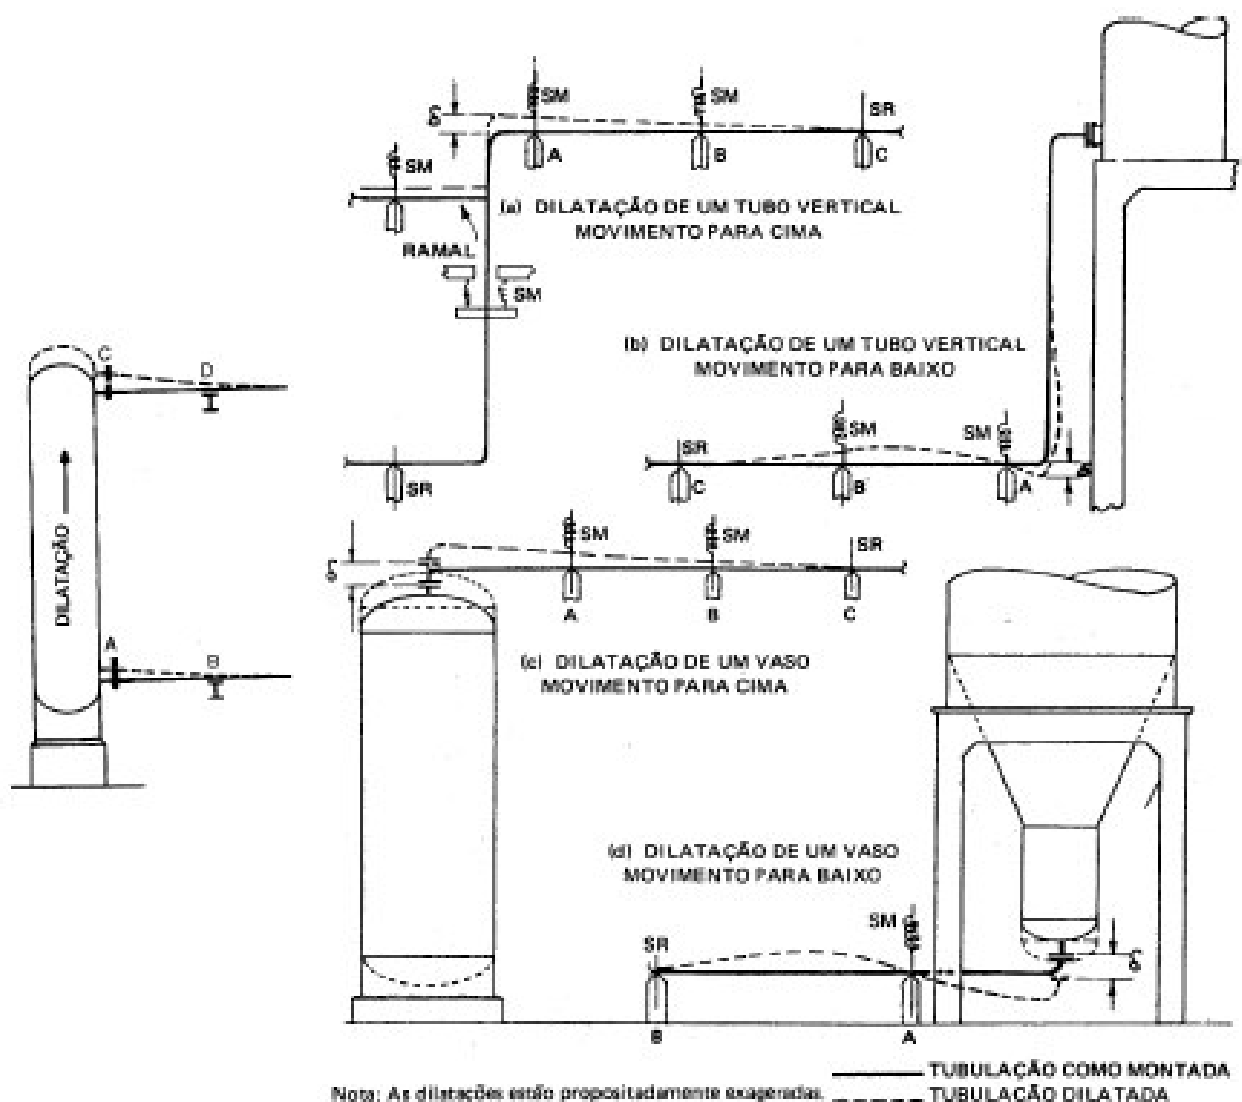 δ
SM
SM
SR
A
B
C
SM
(a) DILATAÇÃO DE UM TUBO VERTICAL
MOVIMENTO PARA CIMA
RAMAL
SM
(b) DILATAÇÃO DE UM TUBO VERTICAL
MOVIMENTO PARA BAIXO
C
D
SR
SM
SM
C
B
A
SR
DILATAÇÃO
A
B
δ
SM
SM
SR
A
B
C
(c) DILATAÇÃO DE UM VASO
MOVIMENTO PARA CIMA
(d) DILATAÇÃO DE UM VASO
MOVIMENTO PARA BAIXO
SM
SR
δ
B
A
TUBULAÇÃO COMO MONTADA
Nota: As dilatações estão propositadamente exageradas.
TUBULAÇÃO DILATADA